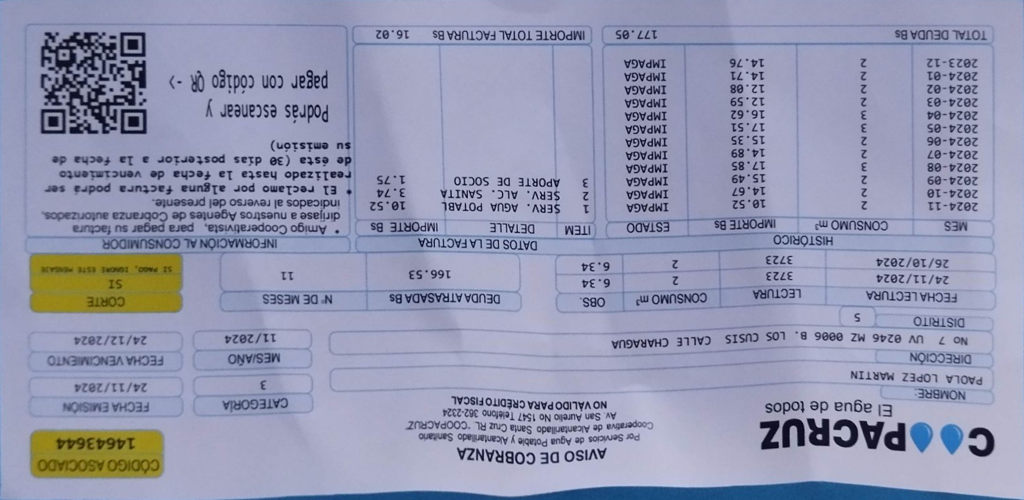 COOPACRUZ
El agua de todos
AVISO DE COBRANZA
Por Servicios de Agua Potable y Alcantarillado Sanitario
Cooperativa de Alcantarillado Santa Cruz "COOPACRUZ" RL
Av. San Aurelio No 1547 Teléfono 362-2324
NO VÁLIDO PARA CRÉDITO FISCAL
CÓDIGO ASOCIADO
14643644
NOMBRE:
PAOLA LOPEZ MARTIN
CATEGORÍA
3
FECHA EMISIÓN
24/11/2024
DIRECCIÓN
No 7 UV 0246 MZ 0006 B. LOS CUSIS CALLE CHARAGUA
MES/AÑO
11/2024
FECHA VENCIMIENTO
24/12/2024
DISTRITO 5
FECHA LECTURA LECTURA CONSUMO m³ OBS.
24/11/2024 3723 2 6.34
26/10/2024 3723 2 6.34
DEUDA ATRASADA Bs
166.53
N° DE MESES
11
CORTE
SI
SI PAGO, IGNORE ESTE MENSAJE
HISTÓRICO
MES CONSUMO m³ IMPORTE Bs ESTADO
2024-11 2 10.52 IMPAGA
2024-10 2 14.67 IMPAGA
2024-09 2 15.49 IMPAGA
2024-08 3 17.85 IMPAGA
2024-07 2 14.89 IMPAGA
2024-06 2 15.35 IMPAGA
2024-05 3 17.51 IMPAGA
2024-04 3 16.62 IMPAGA
2024-03 2 12.59 IMPAGA
2024-02 2 12.08 IMPAGA
2024-01 2 14.71 IMPAGA
2023-12 2 14.76 IMPAGA
TOTAL DEUDA Bs 177.05
DATOS DE LA FACTURA
ITEM DETALLE IMPORTE Bs
1 SERV. AGUA POTABL 10.52
2 SERV. ALC. SANITA 3.74
3 APORTE DE SOCIO 1.75
IMPORTE TOTAL FACTURA Bs 16.02
INFORMACIÓN AL CONSUMIDOR
* Amigo Cooperativista, para pagar su factura
diríjase a nuestros Agentes de Cobranza autorizados,
indicados al reverso del presente.
* El reclamo por alguna factura podrá ser
realizado hasta la fecha de vencimiento
de ésta (30 días posterior a la fecha de
su emisión)
Podrás escanear y
pagar con código QR ->